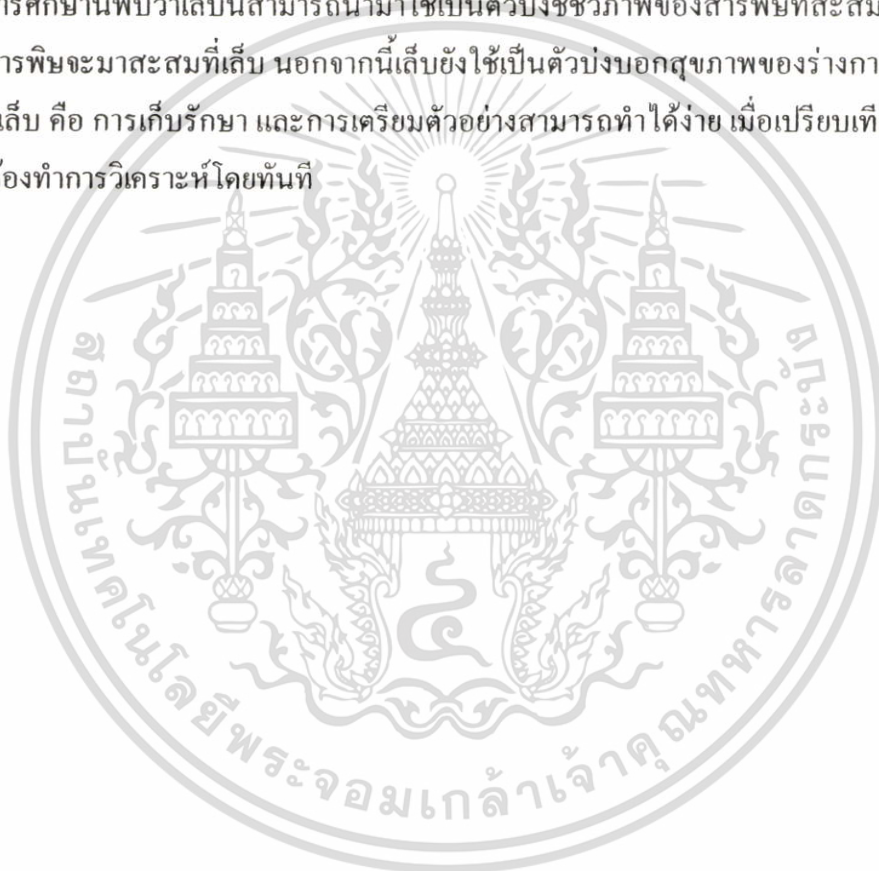 ารศึกษานี้พบว่าเล็บนี้สามารถนำมาใช้เป็นตัวบ่งชี้ชีวภาพของสารพิษที่สะสม
ารพิษจะมาสะสมที่เล็บ นอกจากนี้เล็บยังใช้เป็นตัวบ่งบอกสุขภาพของร่างกา
เล็บ คือ การเก็บรักษา และการเตรียมตัวอย่างสามารถทำได้ง่าย เมื่อเปรียบเที
้องทำการวิเคราะห์โดยทันที
สถาบันเทคโนโลยีพระจอมเกล้าเจ้าคุณทหารลาดกระบัง